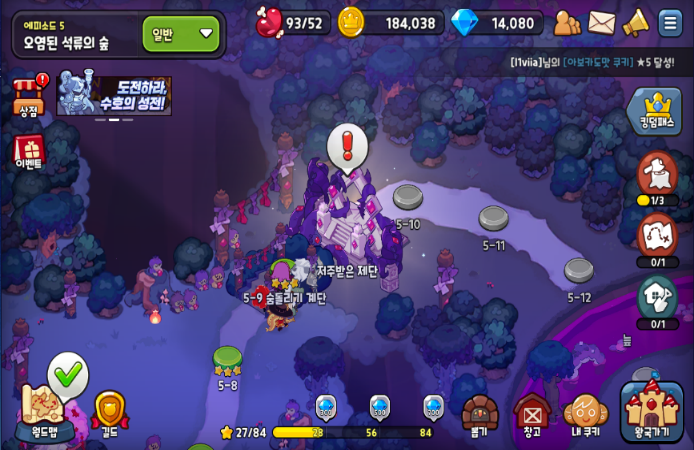 에피소드 5
오염된 석류의 숲
일반
93/52
184,038
14,080
[l1viia]님의 [아보카도맛 쿠키] ★5 달성!
상점
도전하라,
수호의 성전!
킹덤패스
이벤트
1/3
5-10
5-11
0/1
저주받은 제단
5-9 숨돌리기 계단
5-12
0/1
5-8
월드맵
길드
27/84
28
56
84
뽑기
창고
내 쿠키
왕국가기